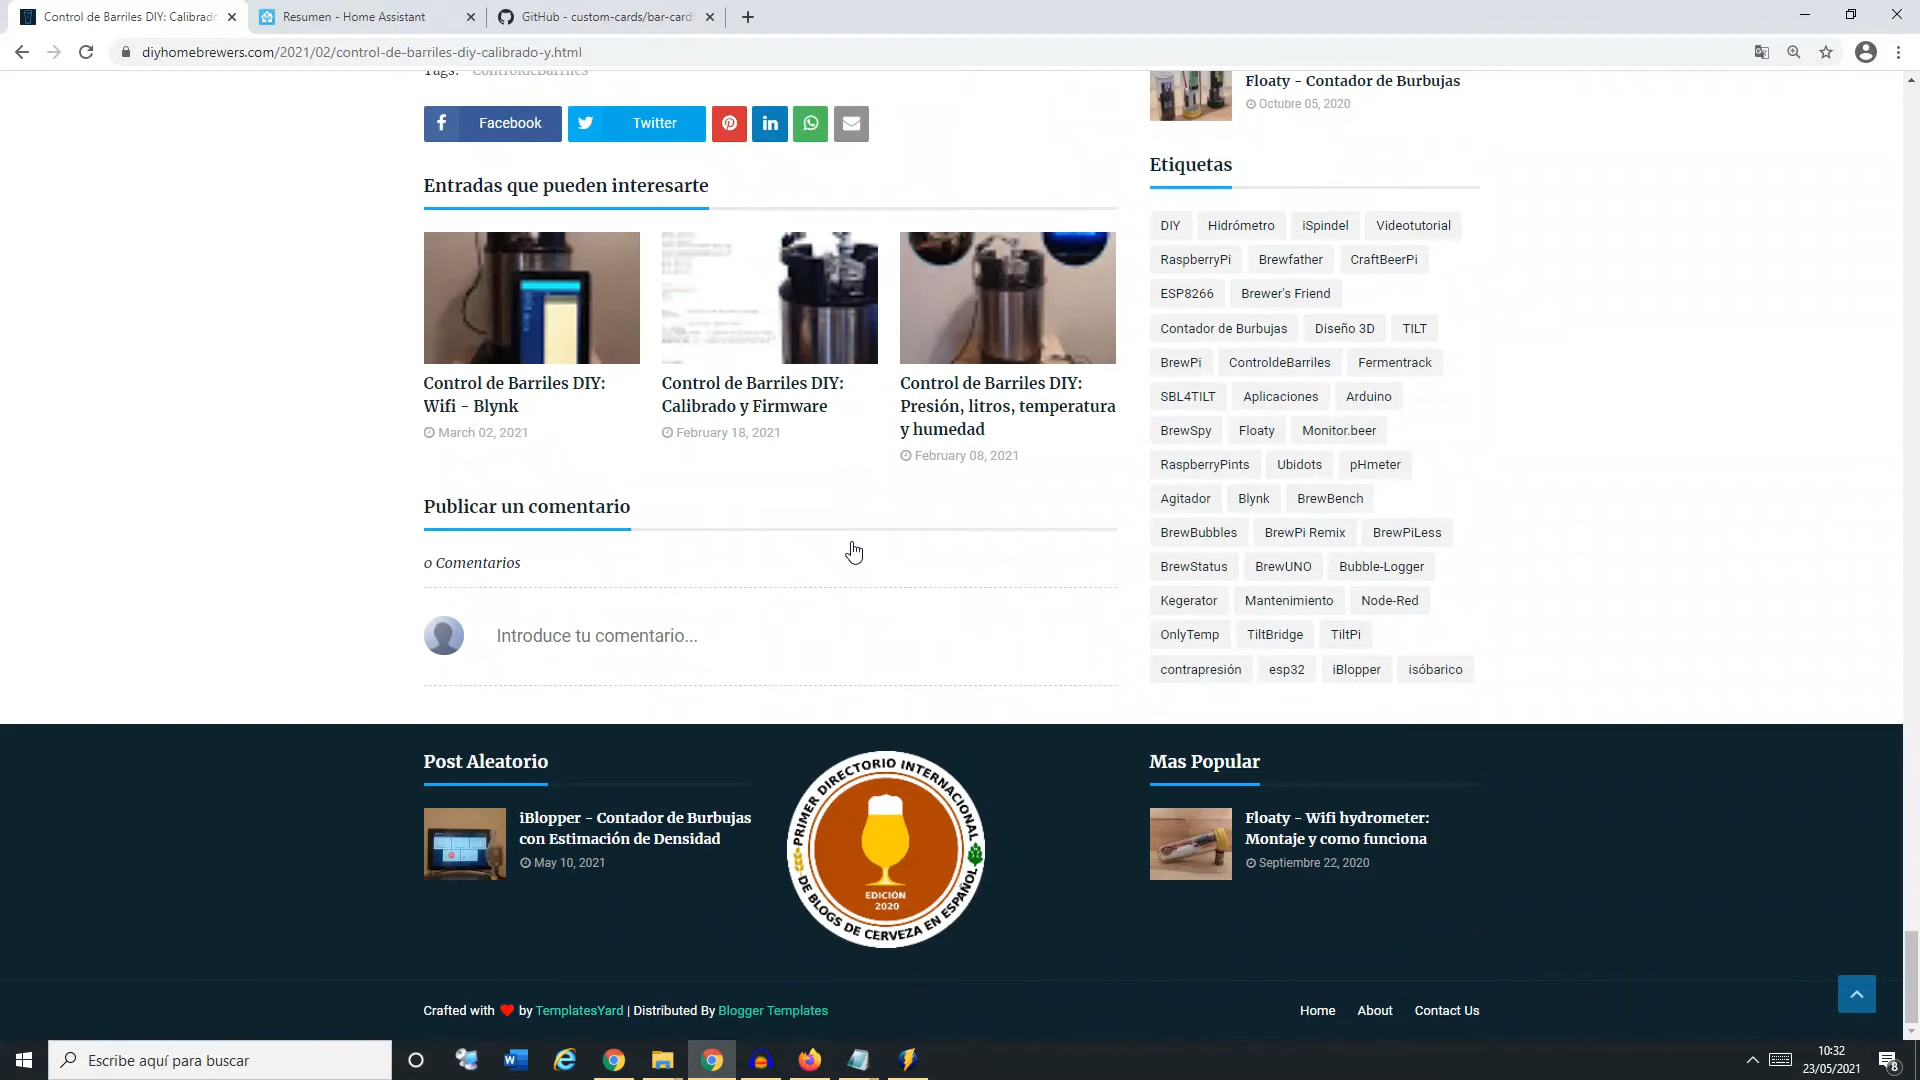 Control de Barriles DIY: Calibrado
Resumen - Home Assistant
GitHub - custom-cards/bar-card
diyhomebrewers.com/2021/02/control-de-barriles-diy-calibrado-y.html
Tags: ControldeBarriles
Facebook
Twitter
Entradas que pueden interesarte
Control de Barriles DIY:
Wifi - Blynk
March 02, 2021
Control de Barriles DIY:
Calibrado y Firmware
February 18, 2021
Control de Barriles DIY:
Presión, litros, temperatura
y humedad
February 08, 2021
Publicar un comentario
0 Comentarios
Introduce tu comentario...
Floaty - Contador de Burbujas
Octubre 05, 2020
Etiquetas
DIY Hidrómetro iSpindel Videotutorial
RaspberryPi Brewfather CraftBeerPi
ESP8266 Brewer's Friend
Contador de Burbujas Diseño 3D TILT
BrewPi ControldeBarriles Fermentrack
SBL4TILT Aplicaciones Arduino
BrewSpy Floaty Monitor.beer
RaspberryPints Ubidots pHmeter
Agitador Blynk BrewBench
BrewBubbles BrewPi Remix BrewPiLess
BrewStatus BrewUNO Bubble-Logger
Kegerator Mantenimiento Node-Red
OnlyTemp TiltBridge TiltPi
contrapresión esp32 iBlopper isóbarico
Post Aleatorio
iBlopper - Contador de Burbujas
con Estimación de Densidad
May 10, 2021
PRIMER DIRECTORIO INTERNACIONAL
DE BLOGS DE CERVEZA EN ESPAÑOL
EDICIÓN
2020
Mas Popular
Floaty - Wifi hydrometer:
Montaje y como funciona
Septiembre 22, 2020
Crafted with ❤ by TemplatesYard | Distributed By Blogger Templates
Home About Contact Us
Escribe aquí para buscar
10:32
23/05/2021
8